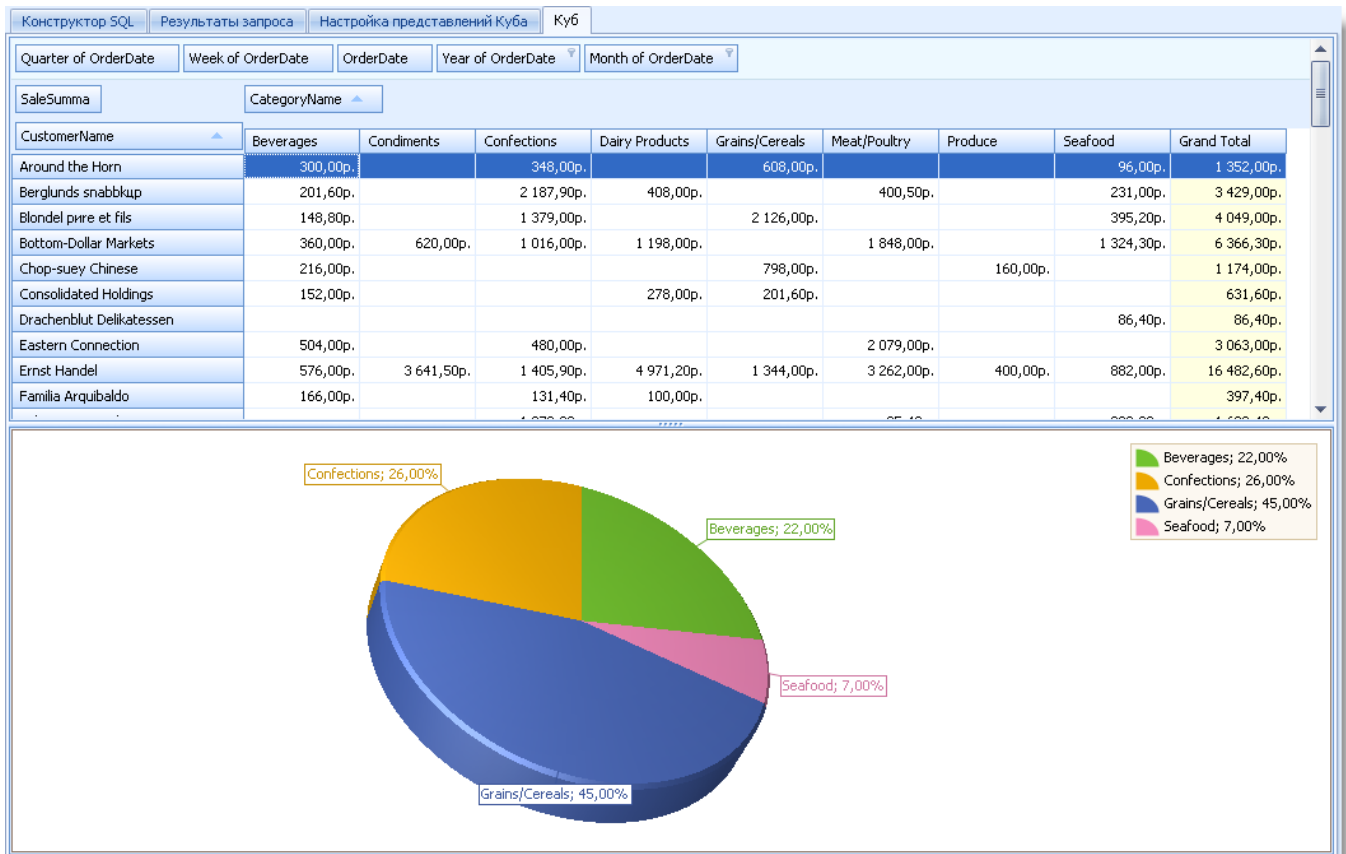 Конструктор SQL Результаты запроса Настройка представлений Куба Куб
Quarter of OrderDate Week of OrderDate OrderDate Year of OrderDate Month of OrderDate
SaleSumma CategoryName
CustomerName Beverages Condiments Confections Dairy Products Grains/Cereals Meat/Poultry Produce Seafood Grand Total
Around the Horn 300,00р. 348,00р. 608,00р. 96,00р. 1 352,00р.
Berglunds snabbkцp 201,60р. 2 187,90р. 408,00р. 400,50р. 231,00р. 3 429,00р.
Blondel pиre et fils 148,80р. 1 379,00р. 2 126,00р. 395,20р. 4 049,00р.
Bottom-Dollar Markets 360,00р. 620,00р. 1 016,00р. 1 198,00р. 1 848,00р. 1 324,30р. 6 366,30р.
Chop-suey Chinese 216,00р. 798,00р. 160,00р. 1 174,00р.
Consolidated Holdings 152,00р. 278,00р. 201,60р. 631,60р.
Drachenblut Delikatessen 86,40р. 86,40р.
Eastern Connection 504,00р. 480,00р. 2 079,00р. 3 063,00р.
Ernst Handel 576,00р. 3 641,50р. 1 405,90р. 4 971,20р. 1 344,00р. 3 262,00р. 400,00р. 882,00р. 16 482,60р.
Familia Arquibaldo 166,00р. 131,40р. 100,00р. 397,40р.
Confections; 26,00%
Beverages; 22,00%
Seafood; 7,00%
Grains/Cereals; 45,00%
Beverages; 22,00%
Confections; 26,00%
Grains/Cereals; 45,00%
Seafood; 7,00%